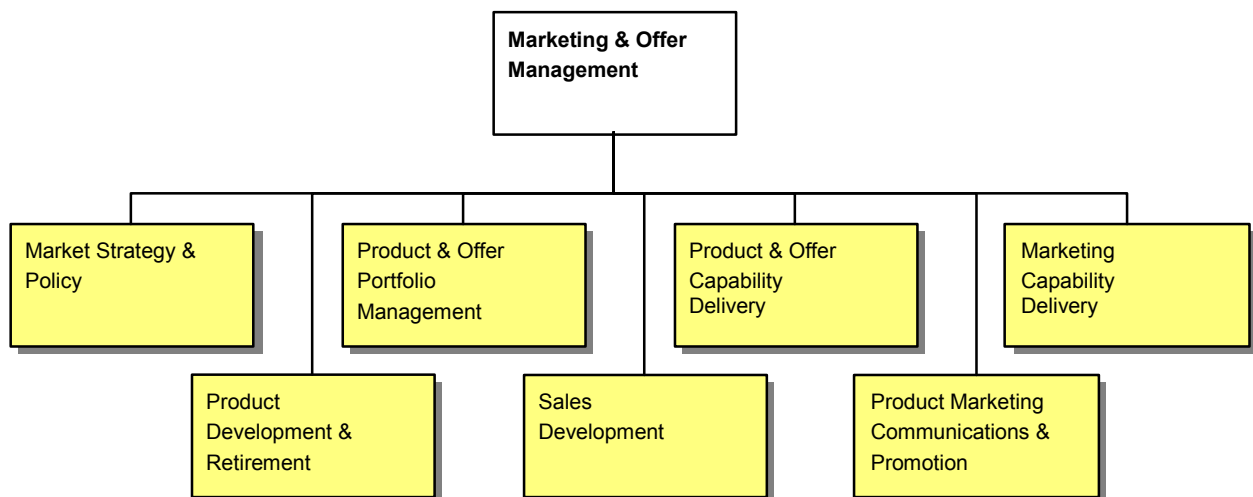 Marketing & Offer
Management
Market Strategy &
Policy
Product & Offer
Portfolio
Management
Product & Offer
Capability
Delivery
Marketing
Capability
Delivery
Product
Development &
Retirement
Sales
Development
Product Marketing
Communications &
Promotion